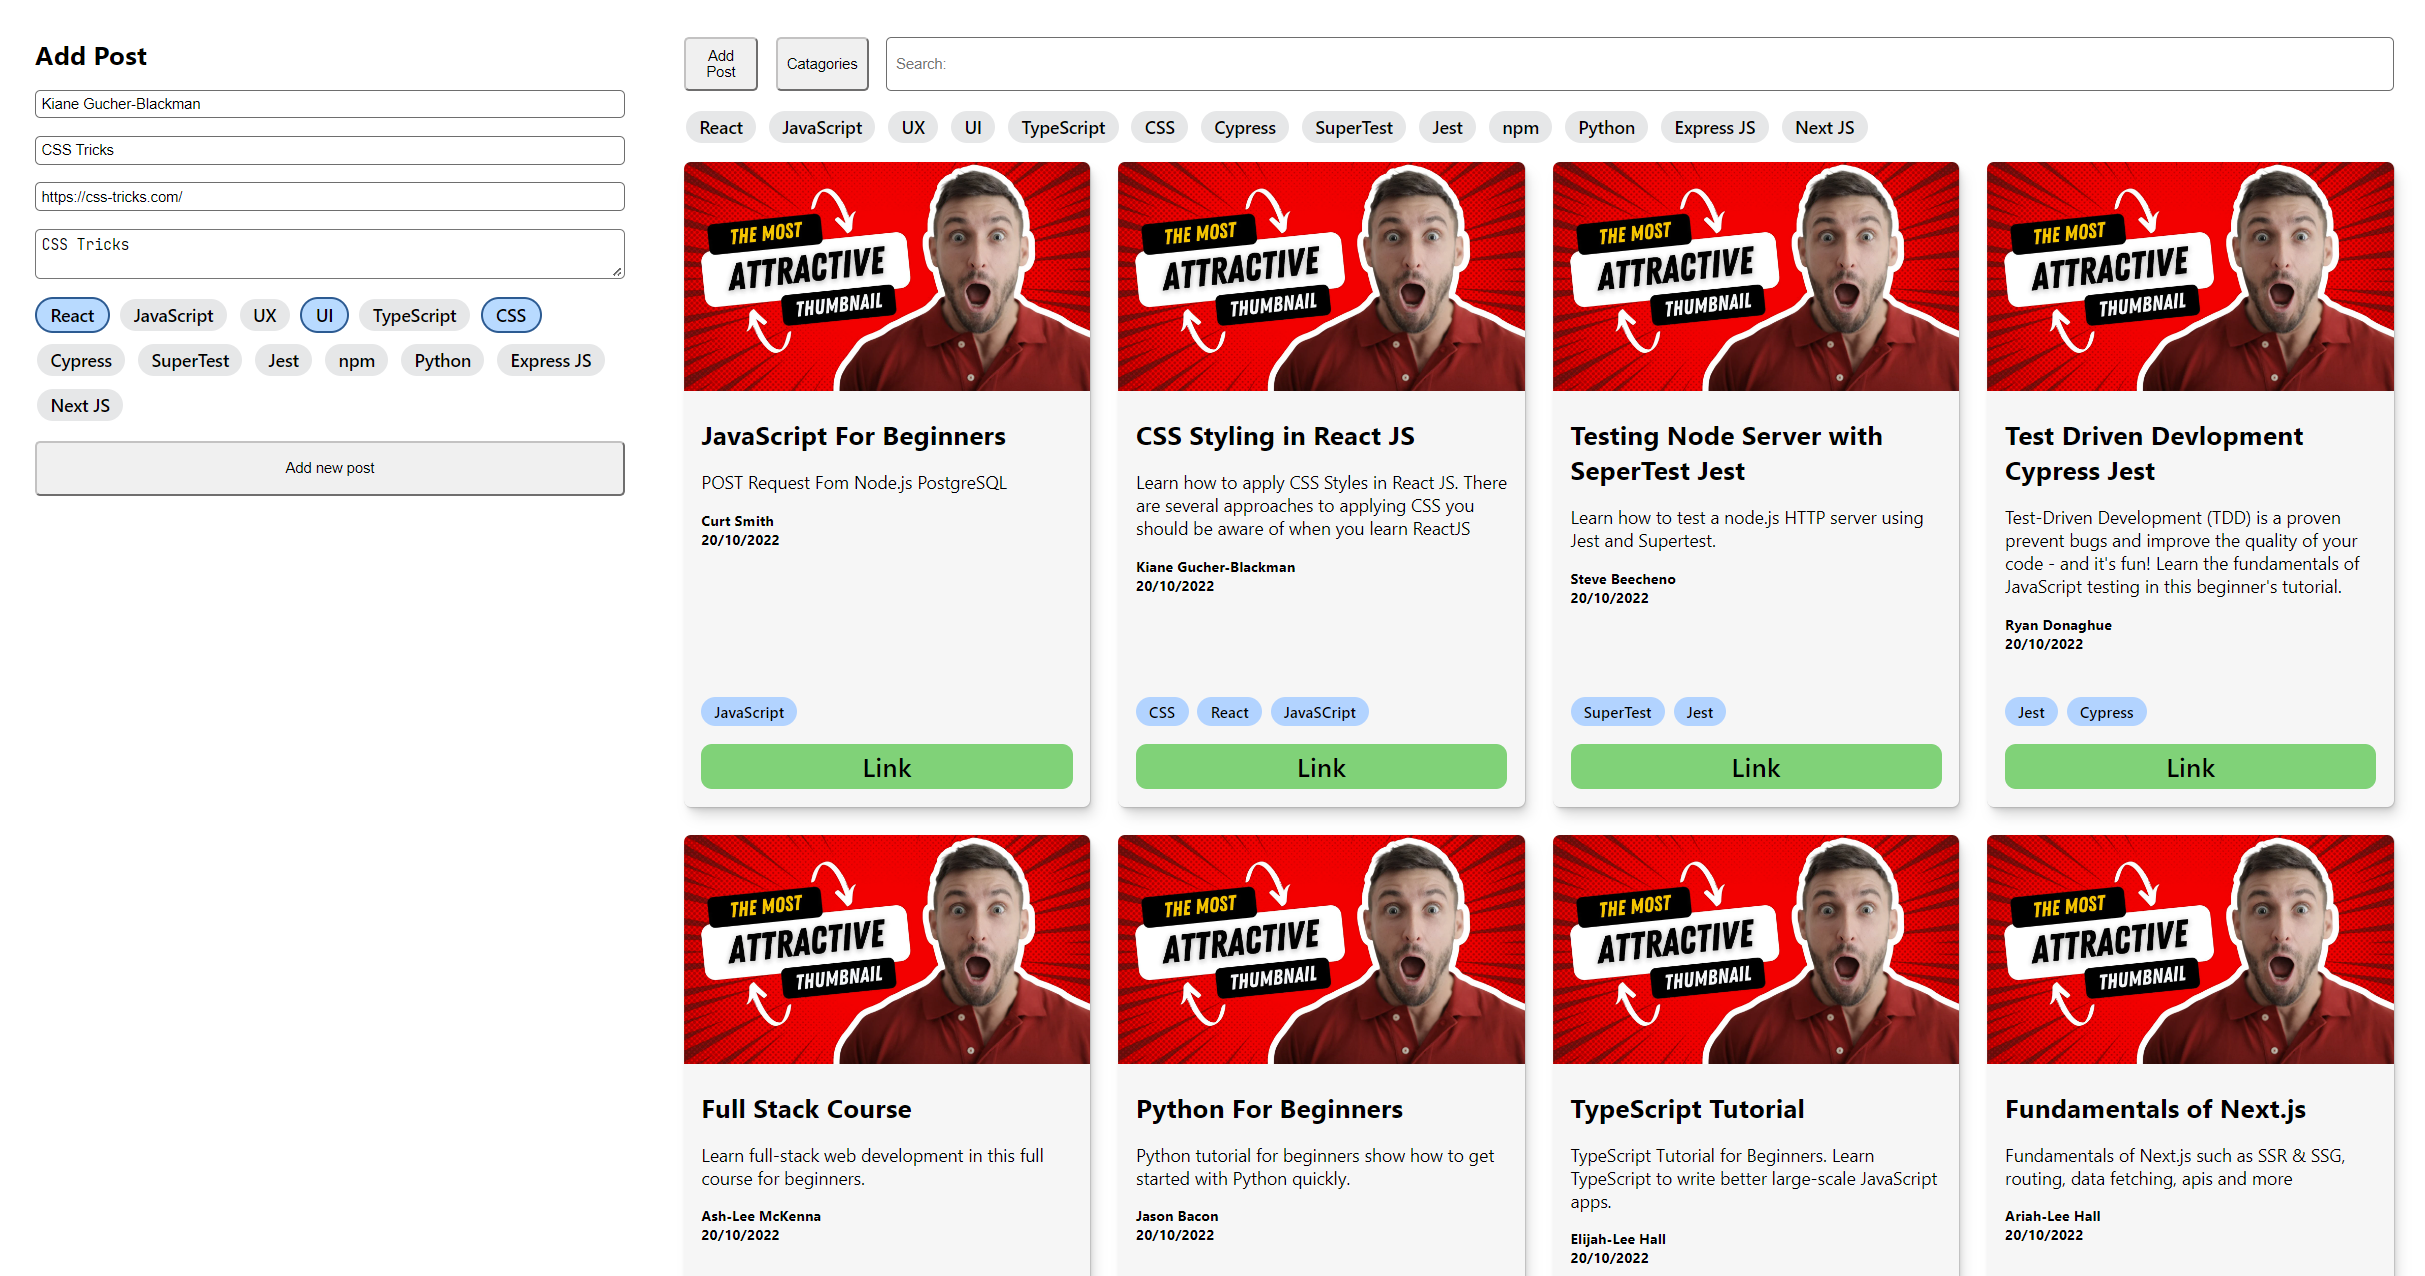 Add Post
Kiane Gucher-Blackman
CSS Tricks
https://css-tricks.com/
CSS Tricks
React JavaScript UX UI TypeScript CSS
Cypress SuperTest Jest npm Python Express JS
Next JS
Add new post
Add
Post
Catagories
Search:
React JavaScript UX UI TypeScript CSS Cypress SuperTest Jest npm Python Express JS Next JS
THE MOST
ATTRACTIVE
THUMBNAIL
JavaScript For Beginners
POST Request Fom Node.js PostgreSQL
Curt Smith
20/10/2022
JavaScript
Link
THE MOST
ATTRACTIVE
THUMBNAIL
CSS Styling in React JS
Learn how to apply CSS Styles in React JS. There
are several approaches to applying CSS you
should be aware of when you learn ReactJS
Kiane Gucher-Blackman
20/10/2022
CSS React JavaSCript
Link
THE MOST
ATTRACTIVE
THUMBNAIL
Testing Node Server with
SeperTest Jest
Learn how to test a node.js HTTP server using
Jest and Supertest.
Steve Beecheno
20/10/2022
SuperTest Jest
Link
THE MOST
ATTRACTIVE
THUMBNAIL
Test Driven Devlopment
Cypress Jest
Test-Driven Development (TDD) is a proven
prevent bugs and improve the quality of your
code - and it's fun! Learn the fundamentals of
JavaScript testing in this beginner's tutorial.
Ryan Donaghue
20/10/2022
Jest Cypress
Link
THE MOST
ATTRACTIVE
THUMBNAIL
Full Stack Course
Learn full-stack web development in this full
course for beginners.
Ash-Lee McKenna
20/10/2022
THE MOST
ATTRACTIVE
THUMBNAIL
Python For Beginners
Python tutorial for beginners show how to get
started with Python quickly.
Jason Bacon
20/10/2022
THE MOST
ATTRACTIVE
THUMBNAIL
TypeScript Tutorial
TypeScript Tutorial for Beginners. Learn
TypeScript to write better large-scale JavaScript
apps.
Elijah-Lee Hall
20/10/2022
THE MOST
ATTRACTIVE
THUMBNAIL
Fundamentals of Next.js
Fundamentals of Next.js such as SSR & SSG,
routing, data fetching, apis and more
Ariah-Lee Hall
20/10/2022